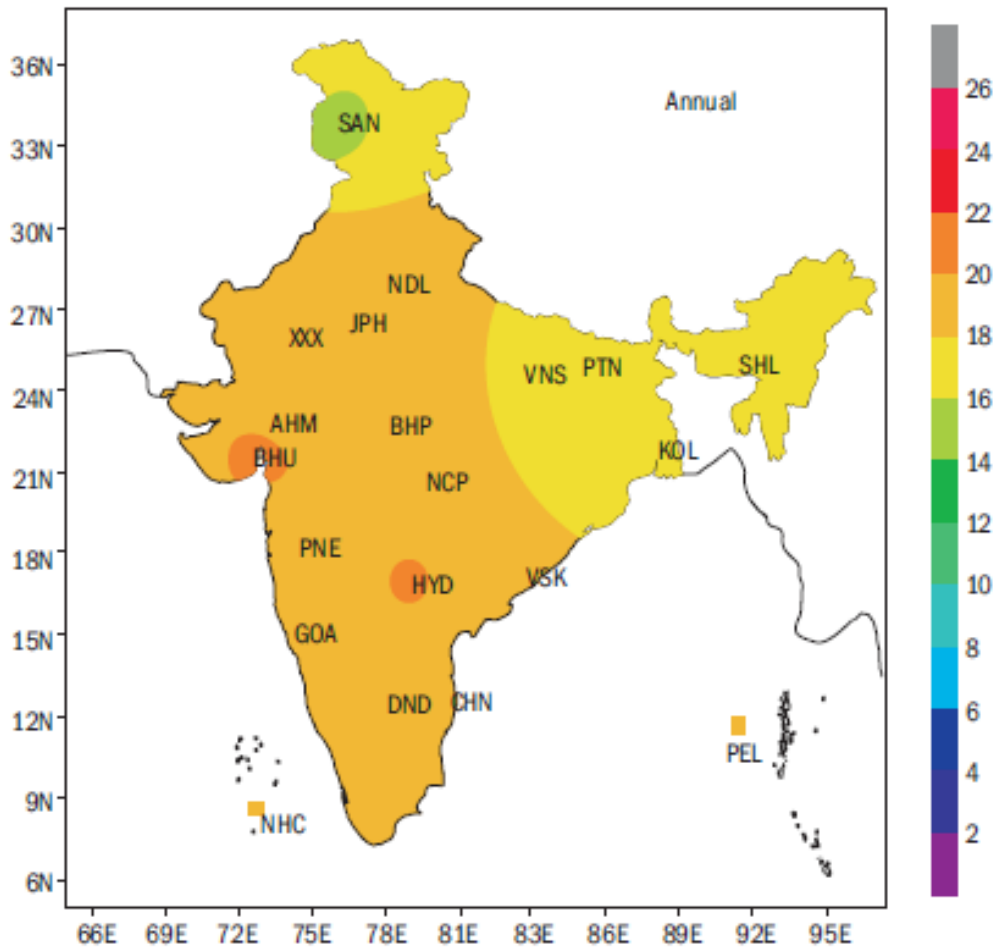 36N
33N
30N
27N
24N
21N
18N
15N
12N
9N
6N
66E 69E 72E 75E 78E 81E 83E 86E 89E 92E 95E
Annual
SAN
NDL
JPH
XXX
VNS PTN SHL
AHM BHP
KOL
BHU
NCP
PNE
VSK
HYD
GOA
DND CHN
PEL
NHC
26
24
22
20
18
16
14
12
10
8
6
4
2